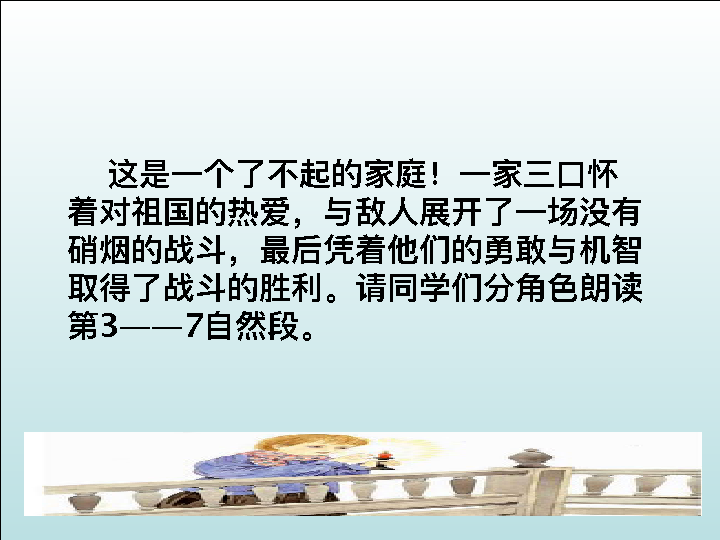 这是一个了不起的家庭！一家三口怀
着对祖国的热爱，与敌人展开了一场没有
硝烟的战斗，最后凭着他们的勇敢与机智
取得了战斗的胜利。请同学们分角色朗读
第3——7自然段。